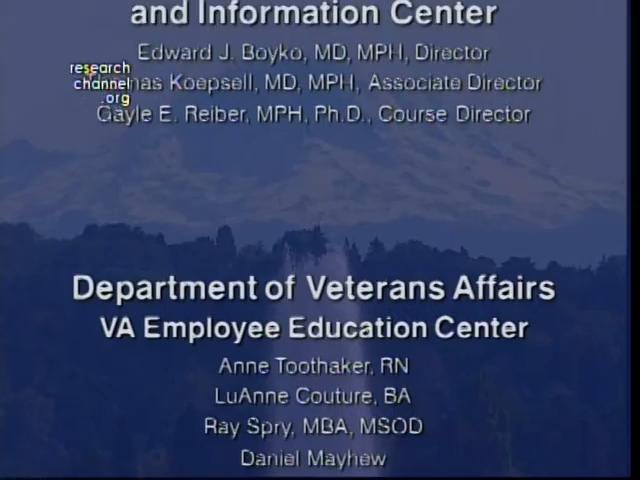 and Information Center
Edward J. Boyko, MD, MPH, Director
research
channel
.org
Koepsell, MD, MPH, Associate Director
Gayle E. Reiber, MPH, Ph.D., Course Director
Department of Veterans Affairs
VA Employee Education Center
Anne Toothaker, RN
LuAnne Couture, BA
Ray Spry, MBA, MSOD
Daniel Mayhew